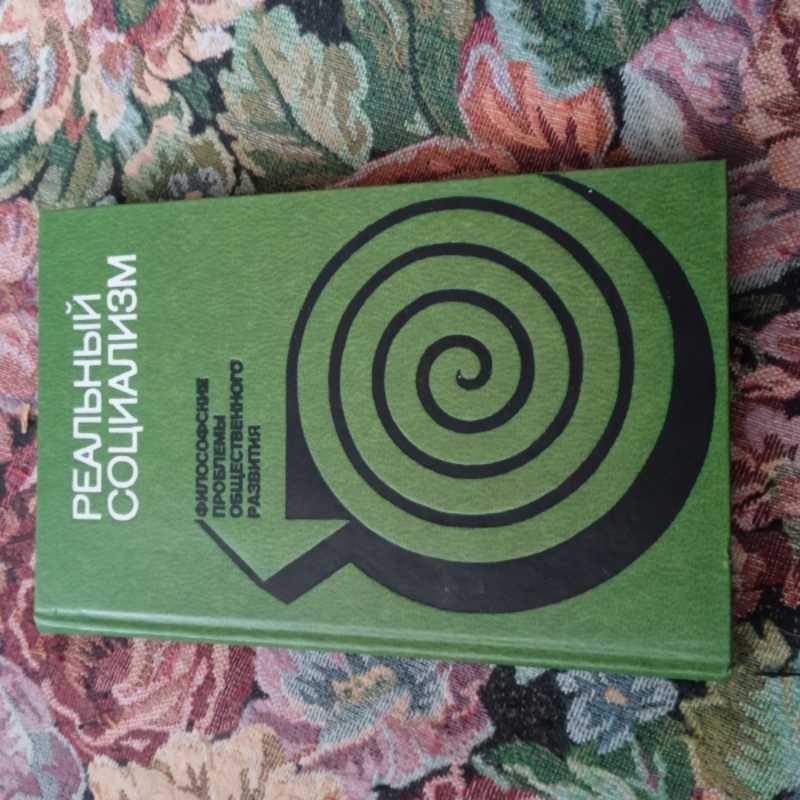 РЕАЛЬНЫЙ
СОЦИАЛИЗМ
ФИЛОСОФСКИЕ
ПРОБЛЕМЫ
ОБЩЕСТВЕННОГО
РАЗВИТИЯ